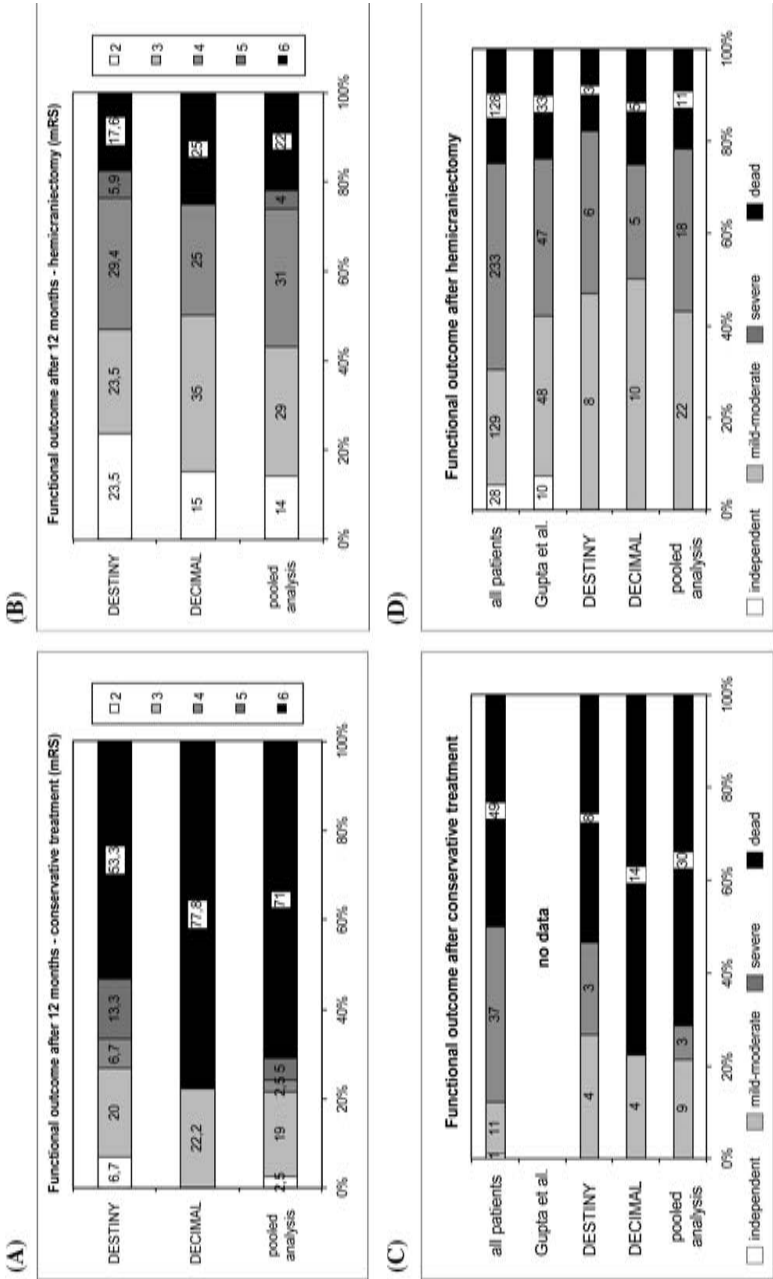 (A)
Functional outcome after 12 months - conservative treatment (mRS)
DESTINY
6,7
20
6,7
13,3
53,3
DECIMAL
22,2
77,8
pooled
analysis
2,5
19
2,5
5
71
0%
20%
40%
60%
80%
100%
2
3
4
5
6
(B)
Functional outcome after 12 months - hemicraniectomy (mRS)
DESTINY
23,5
23,5
29,4
5,9
17,6
DECIMAL
15
35
25
25
pooled
analysis
14
29
31
4
22
0%
20%
40%
60%
80%
100%
2
3
4
5
6
(C)
Functional outcome after conservative treatment
all patients
1
11
37
49
Gupta et al.
no data
DESTINY
4
3
8
DECIMAL
4
14
pooled
analysis
9
3
30
0%
20%
40%
60%
80%
100%
independent
mild-moderate
severe
dead
(D)
Functional outcome after hemicraniectomy
all patients
28
129
233
128
Gupta et al.
10
48
47
33
DESTINY
8
6
3
DECIMAL
10
5
5
pooled
analysis
22
18
11
0%
20%
40%
60%
80%
100%
independent
mild-moderate
severe
dead